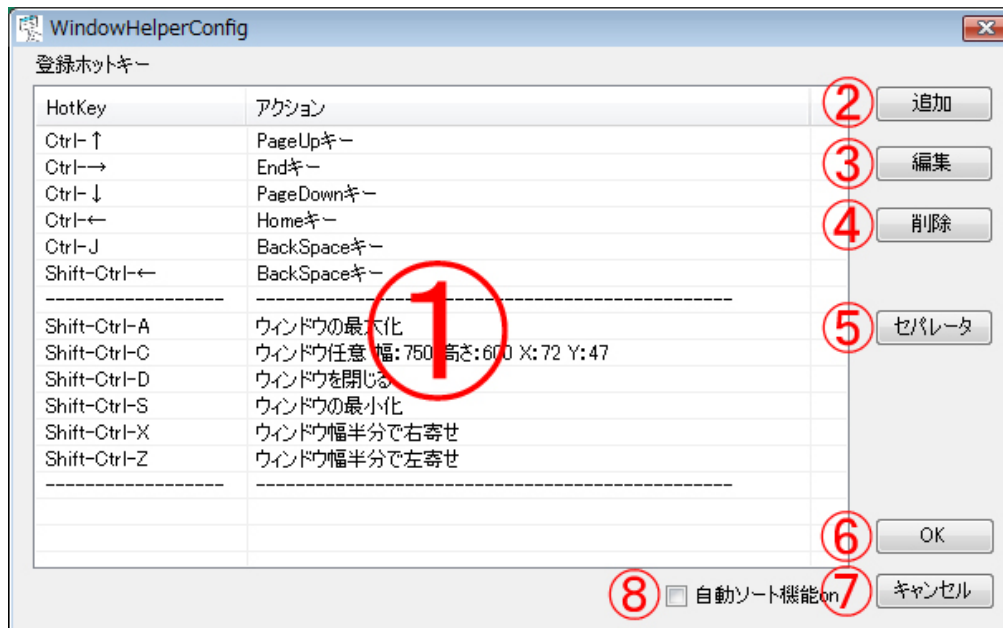 WindowHelperConfig
登録ホットキー
HotKey アクション
Ctrl-↑ PageUpキー
Ctrl-→ Endキー
Ctrl-↓ PageDownキー
Ctrl-← Homeキー
Ctrl-J BackSpaceキー
Shift-Ctrl-← BackSpaceキー
------------------ ------------------------------------------------
Shift-Ctrl-A ウィンドウの最大化
Shift-Ctrl-C ウィンドウ任意 幅:750 高さ:600 X:72 Y:47
Shift-Ctrl-D ウィンドウを閉じる
Shift-Ctrl-S ウィンドウの最小化
Shift-Ctrl-X ウィンドウ幅半分で右寄せ
Shift-Ctrl-Z ウィンドウ幅半分で左寄せ
------------------ ------------------------------------------------
①
② 追加
③ 編集
④ 削除
⑤ セパレータ
⑥ OK
⑦ キャンセル
⑧ 自動ソート機能on